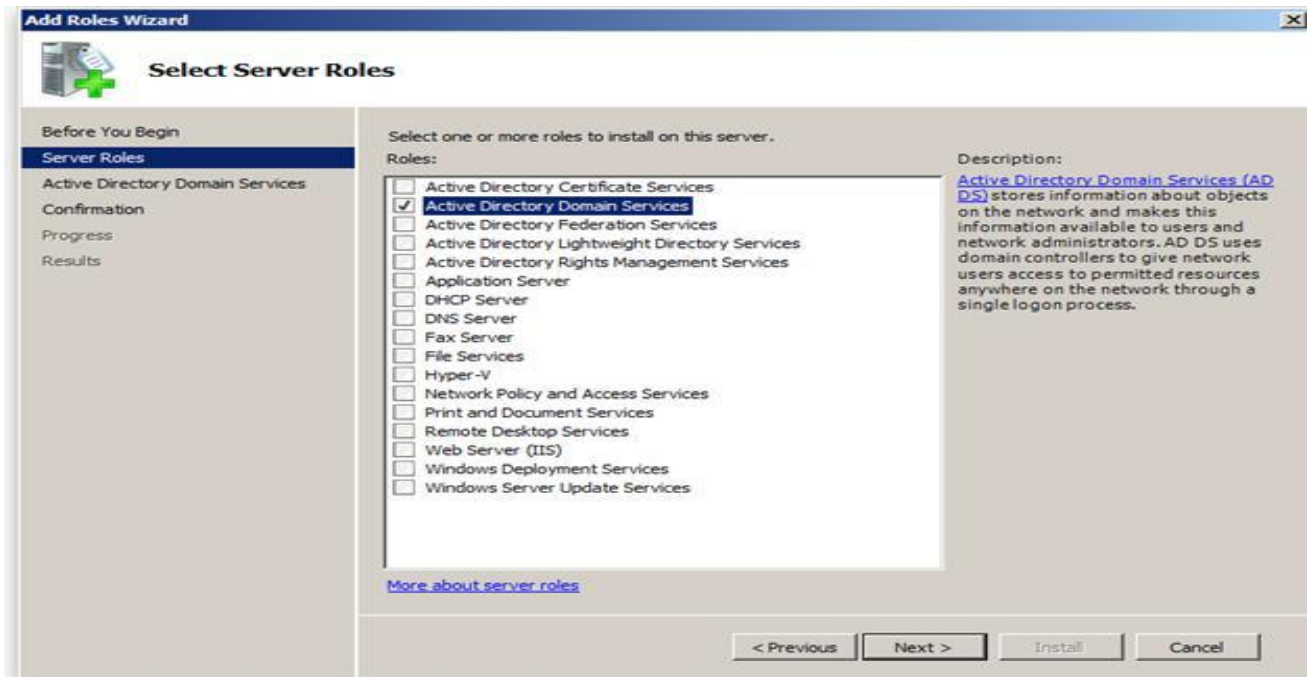 Add Roles Wizard
Select Server Roles
Before You Begin
Server Roles
Active Directory Domain Services
Confirmation
Progress
Results
Select one or more roles to install on this server.
Roles:
Active Directory Certificate Services
Active Directory Domain Services
Active Directory Federation Services
Active Directory Lightweight Directory Services
Active Directory Rights Management Services
Application Server
DHCP Server
DNS Server
Fax Server
File Services
Hyper-V
Network Policy and Access Services
Print and Document Services
Remote Desktop Services
Web Server (IIS)
Windows Deployment Services
Windows Server Update Services
More about server roles
Description:
Active Directory Domain Services (AD
DS) stores information about objects
on the network and makes this
information available to users and
network administrators. AD DS uses
domain controllers to give network
users access to permitted resources
anywhere on the network through a
single logon process.
< Previous
Next >
Install
Cancel